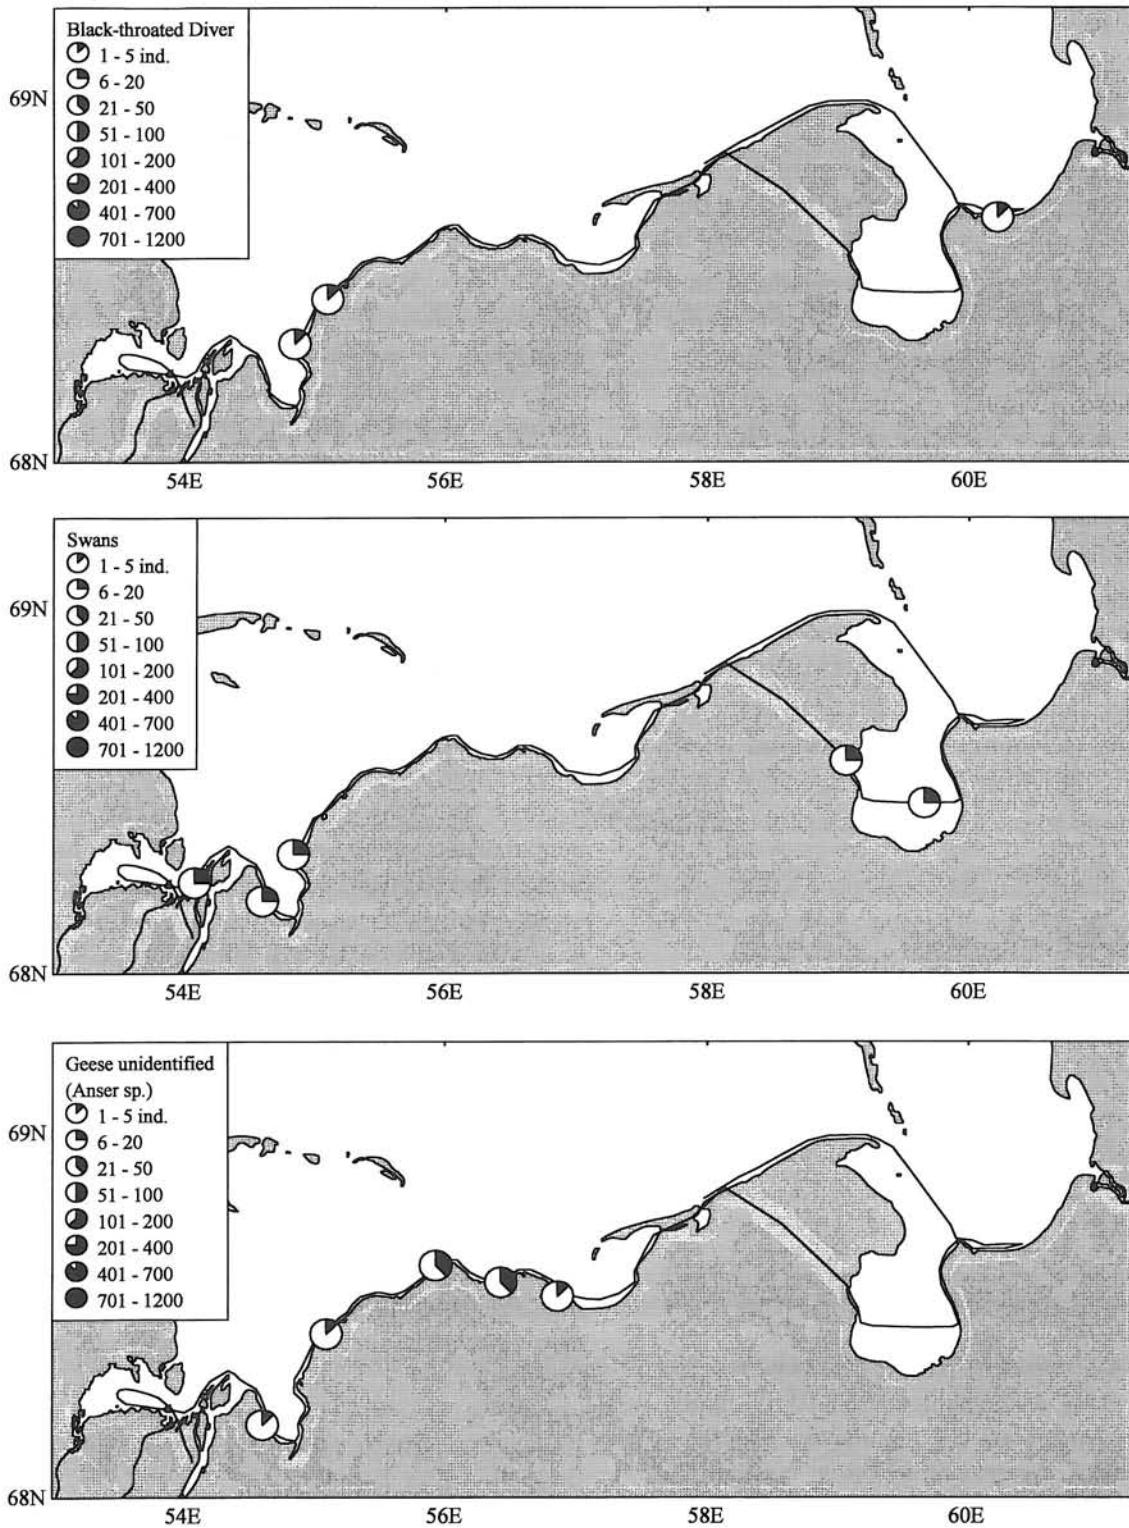 Black-throated Diver
1 - 5 ind.
6 - 20
21 - 50
51 - 100
101 - 200
201 - 400
401 - 700
701 - 1200
69N
68N
54E 56E 58E 60E
Swans
1 - 5 ind.
6 - 20
21 - 50
51 - 100
101 - 200
201 - 400
401 - 700
701 - 1200
69N
68N
54E 56E 58E 60E
Geese unidentified
(Anser sp.)
1 - 5 ind.
6 - 20
21 - 50
51 - 100
101 - 200
201 - 400
401 - 700
701 - 1200
69N
68N
54E 56E 58E 60E